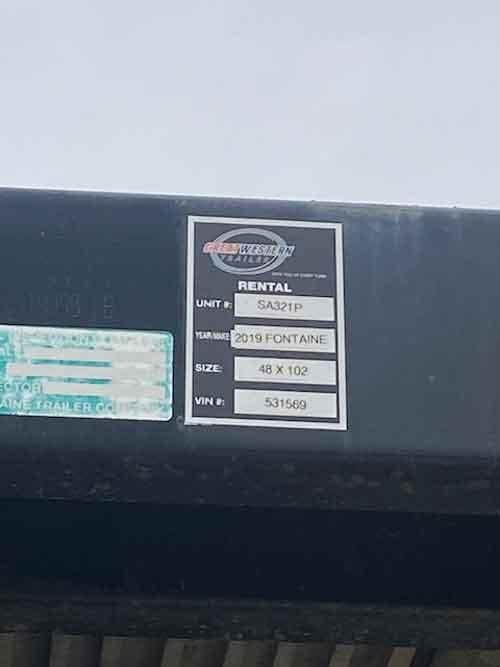 GREAT WESTERN
TRAILER
RENTAL
UNIT #: SA321P
YEAR/MAKE 2019 FONTAINE
SIZE: 48 X 102
VIN #: 531569
ECTOR
AINE TRAILER CO